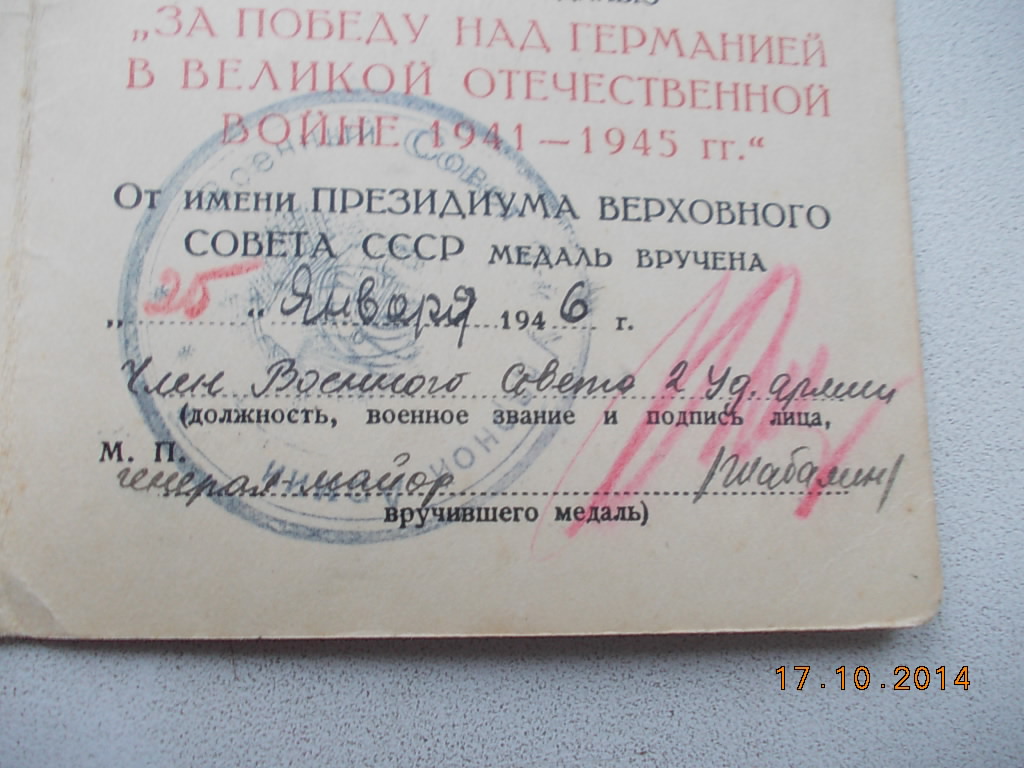 „ЗА ПОБЕДУ НАД ГЕРМАНИЕЙ
В ВЕЛИКОЙ ОТЕЧЕСТВЕННОЙ
ВОЙНЕ 1941—1945 гг.“
От имени ПРЕЗИДИУМА ВЕРХОВНОГО
СОВЕТА СССР МЕДАЛЬ ВРУЧЕНА
„25“ Января 1946 г.
Член Военного Совета 2 Уд. армии
(должность, военное звание и подпись лица,
М. П.
генерал-майор /Шабалин/
вручившего медаль)
Военный Совет
17.10.2014